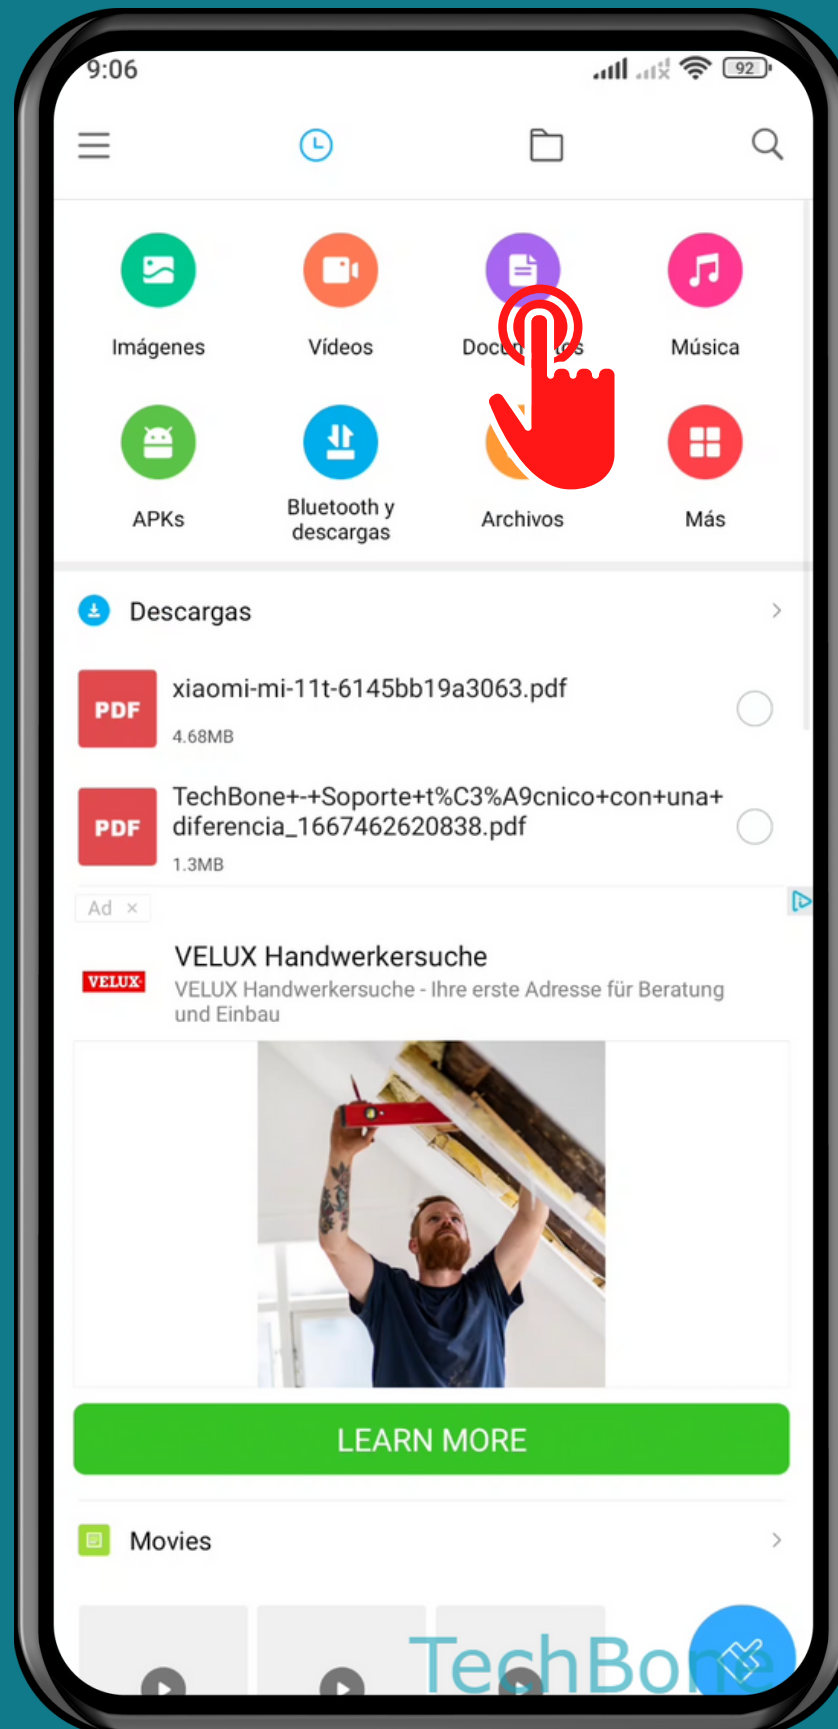 9:06
92
Imágenes
Vídeos
Música
APKs
Bluetooth y
descargas
Archivos
Más
Descargas
PDF
xiaomi-mi-11t-6145bb19a3063.pdf
4.68MB
PDF
TechBone+-+Soporte+t%C3%A9cnico+con+una+
diferencia_1667462620838.pdf
1.3MB
Ad
VELUX Handwerkersuche
VELUX
VELUX Handwerkersuche - Ihre erste Adresse für Beratung
und Einbau
LEARN MORE
Movies
TechBone